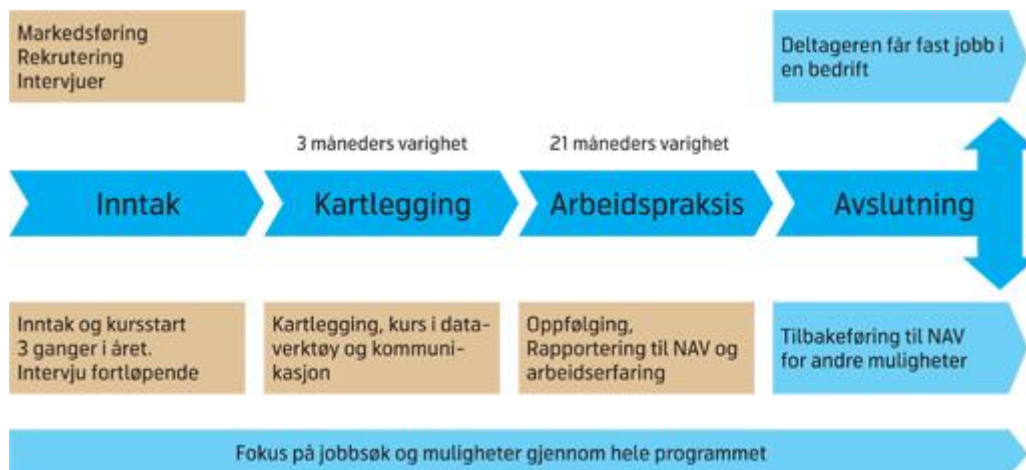 Markedsføring
Rekrutering
Intervjuer
Deltageren får fast jobb i
en bedrift
3 måneders varighet
21 måneders varighet
Inntak
Kartlegging
Arbeidspraksis
Avslutning
Inntak og kursstart
3 ganger i året.
Intervju fortløpende
Kartlegging, kurs i data-
verktøy og kommuni-
kasjon
Oppfølging,
Rapportering til NAV og
arbeidserfaring
Tilbakeføring til NAV
for andre muligheter
Fokus på jobbsøk og muligheter gjennom hele programmet